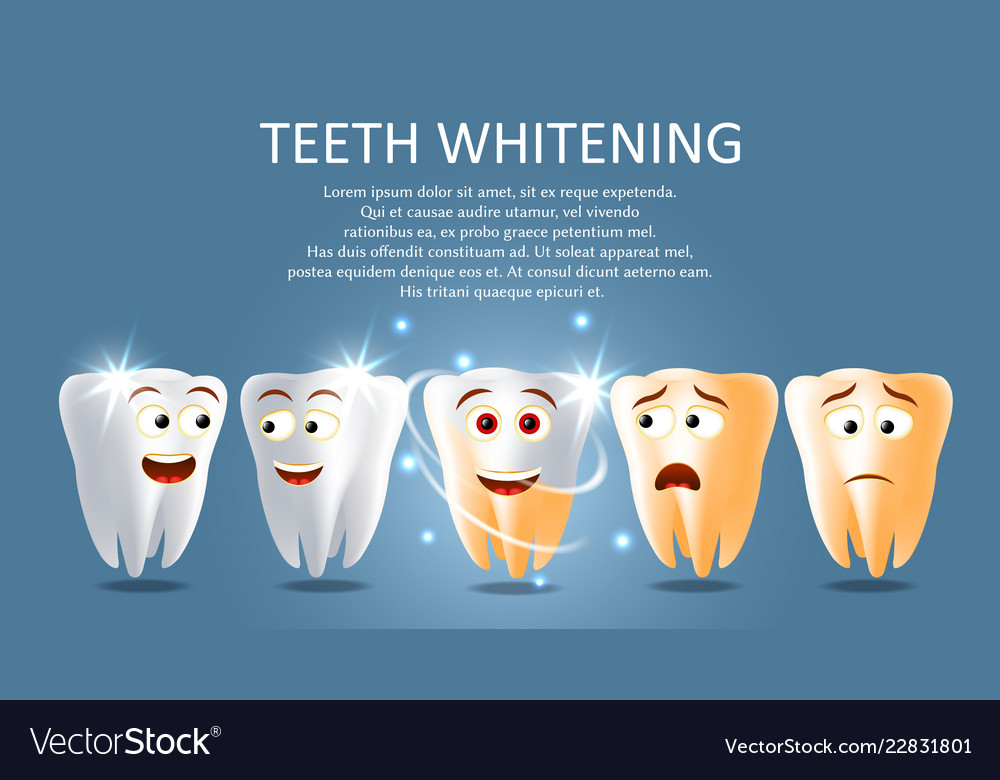 TEETH WHITENING
Lorem ipsum dolor sit amet, sit ex reque expetenda.
Qui et causae audire utamur, vel vivendo
rationibus ea, ex probo graece petentium mel.
Has duis offendit constituam ad. Ut soleat appareat mel,
postea equidem denique eos et. At consul dicunt aeterno eam.
His tritani quaeque epicuri et.
VectorStock®
VectorStock.com/22831801